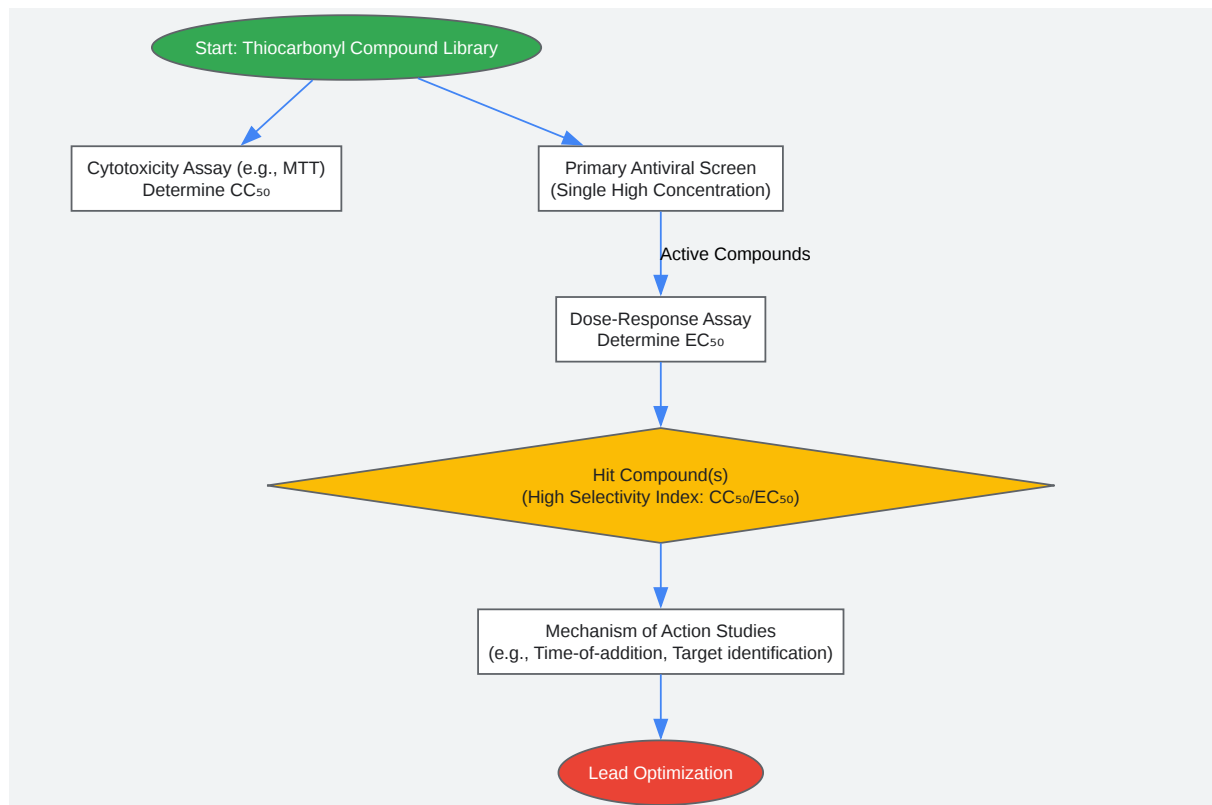 Start: Thiocarbonyl Compound Library
Cytotoxicity Assay (e.g., MTT)
Determine CC₅₀
Primary Antiviral Screen
(Single High Concentration)
Active Compounds
Dose-Response Assay
Determine EC₅₀
Hit Compound(s)
(High Selectivity Index: CC₅₀/EC₅₀)
Mechanism of Action Studies
(e.g., Time-of-addition, Target identification)
Lead Optimization